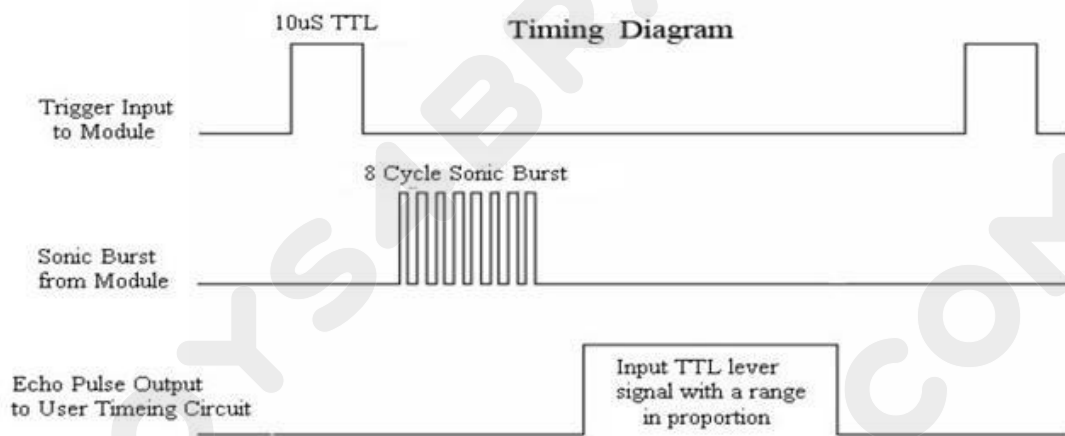 10uS TTL
Timing Diagram
Trigger Input
to Module
8 Cycle Sonic Burst
Sonic Burst
from Module
Echo Pulse Output
to User Timeing Circuit
Input TTL lever
signal with a range
in proportion